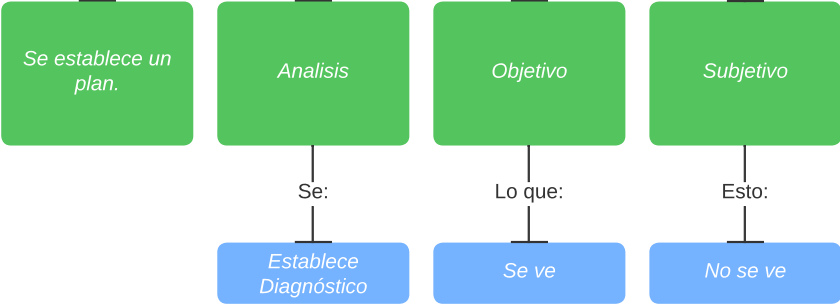 Se establece un
plan.
Analisis
Objetivo
Subjetivo
Se:
Lo que:
Esto:
Establece
Diagnóstico
Se ve
No se ve